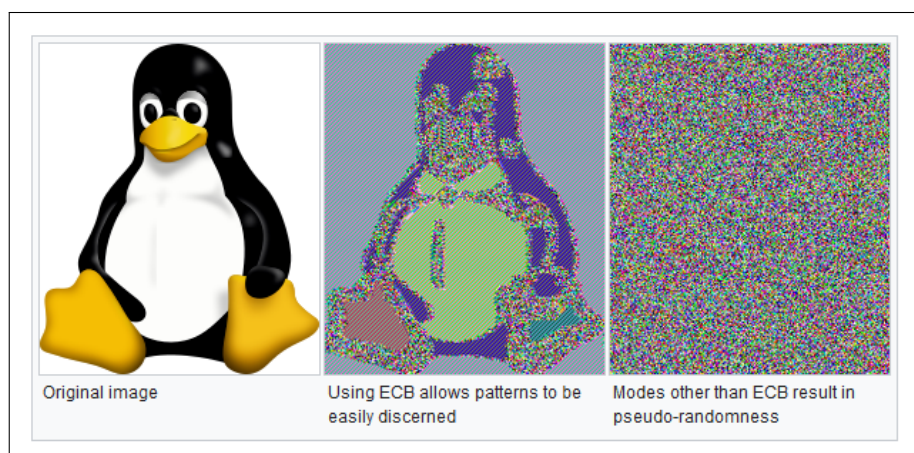 Original image
Using ECB allows patterns to be
easily discerned
Modes other than ECB result in
pseudo-randomness